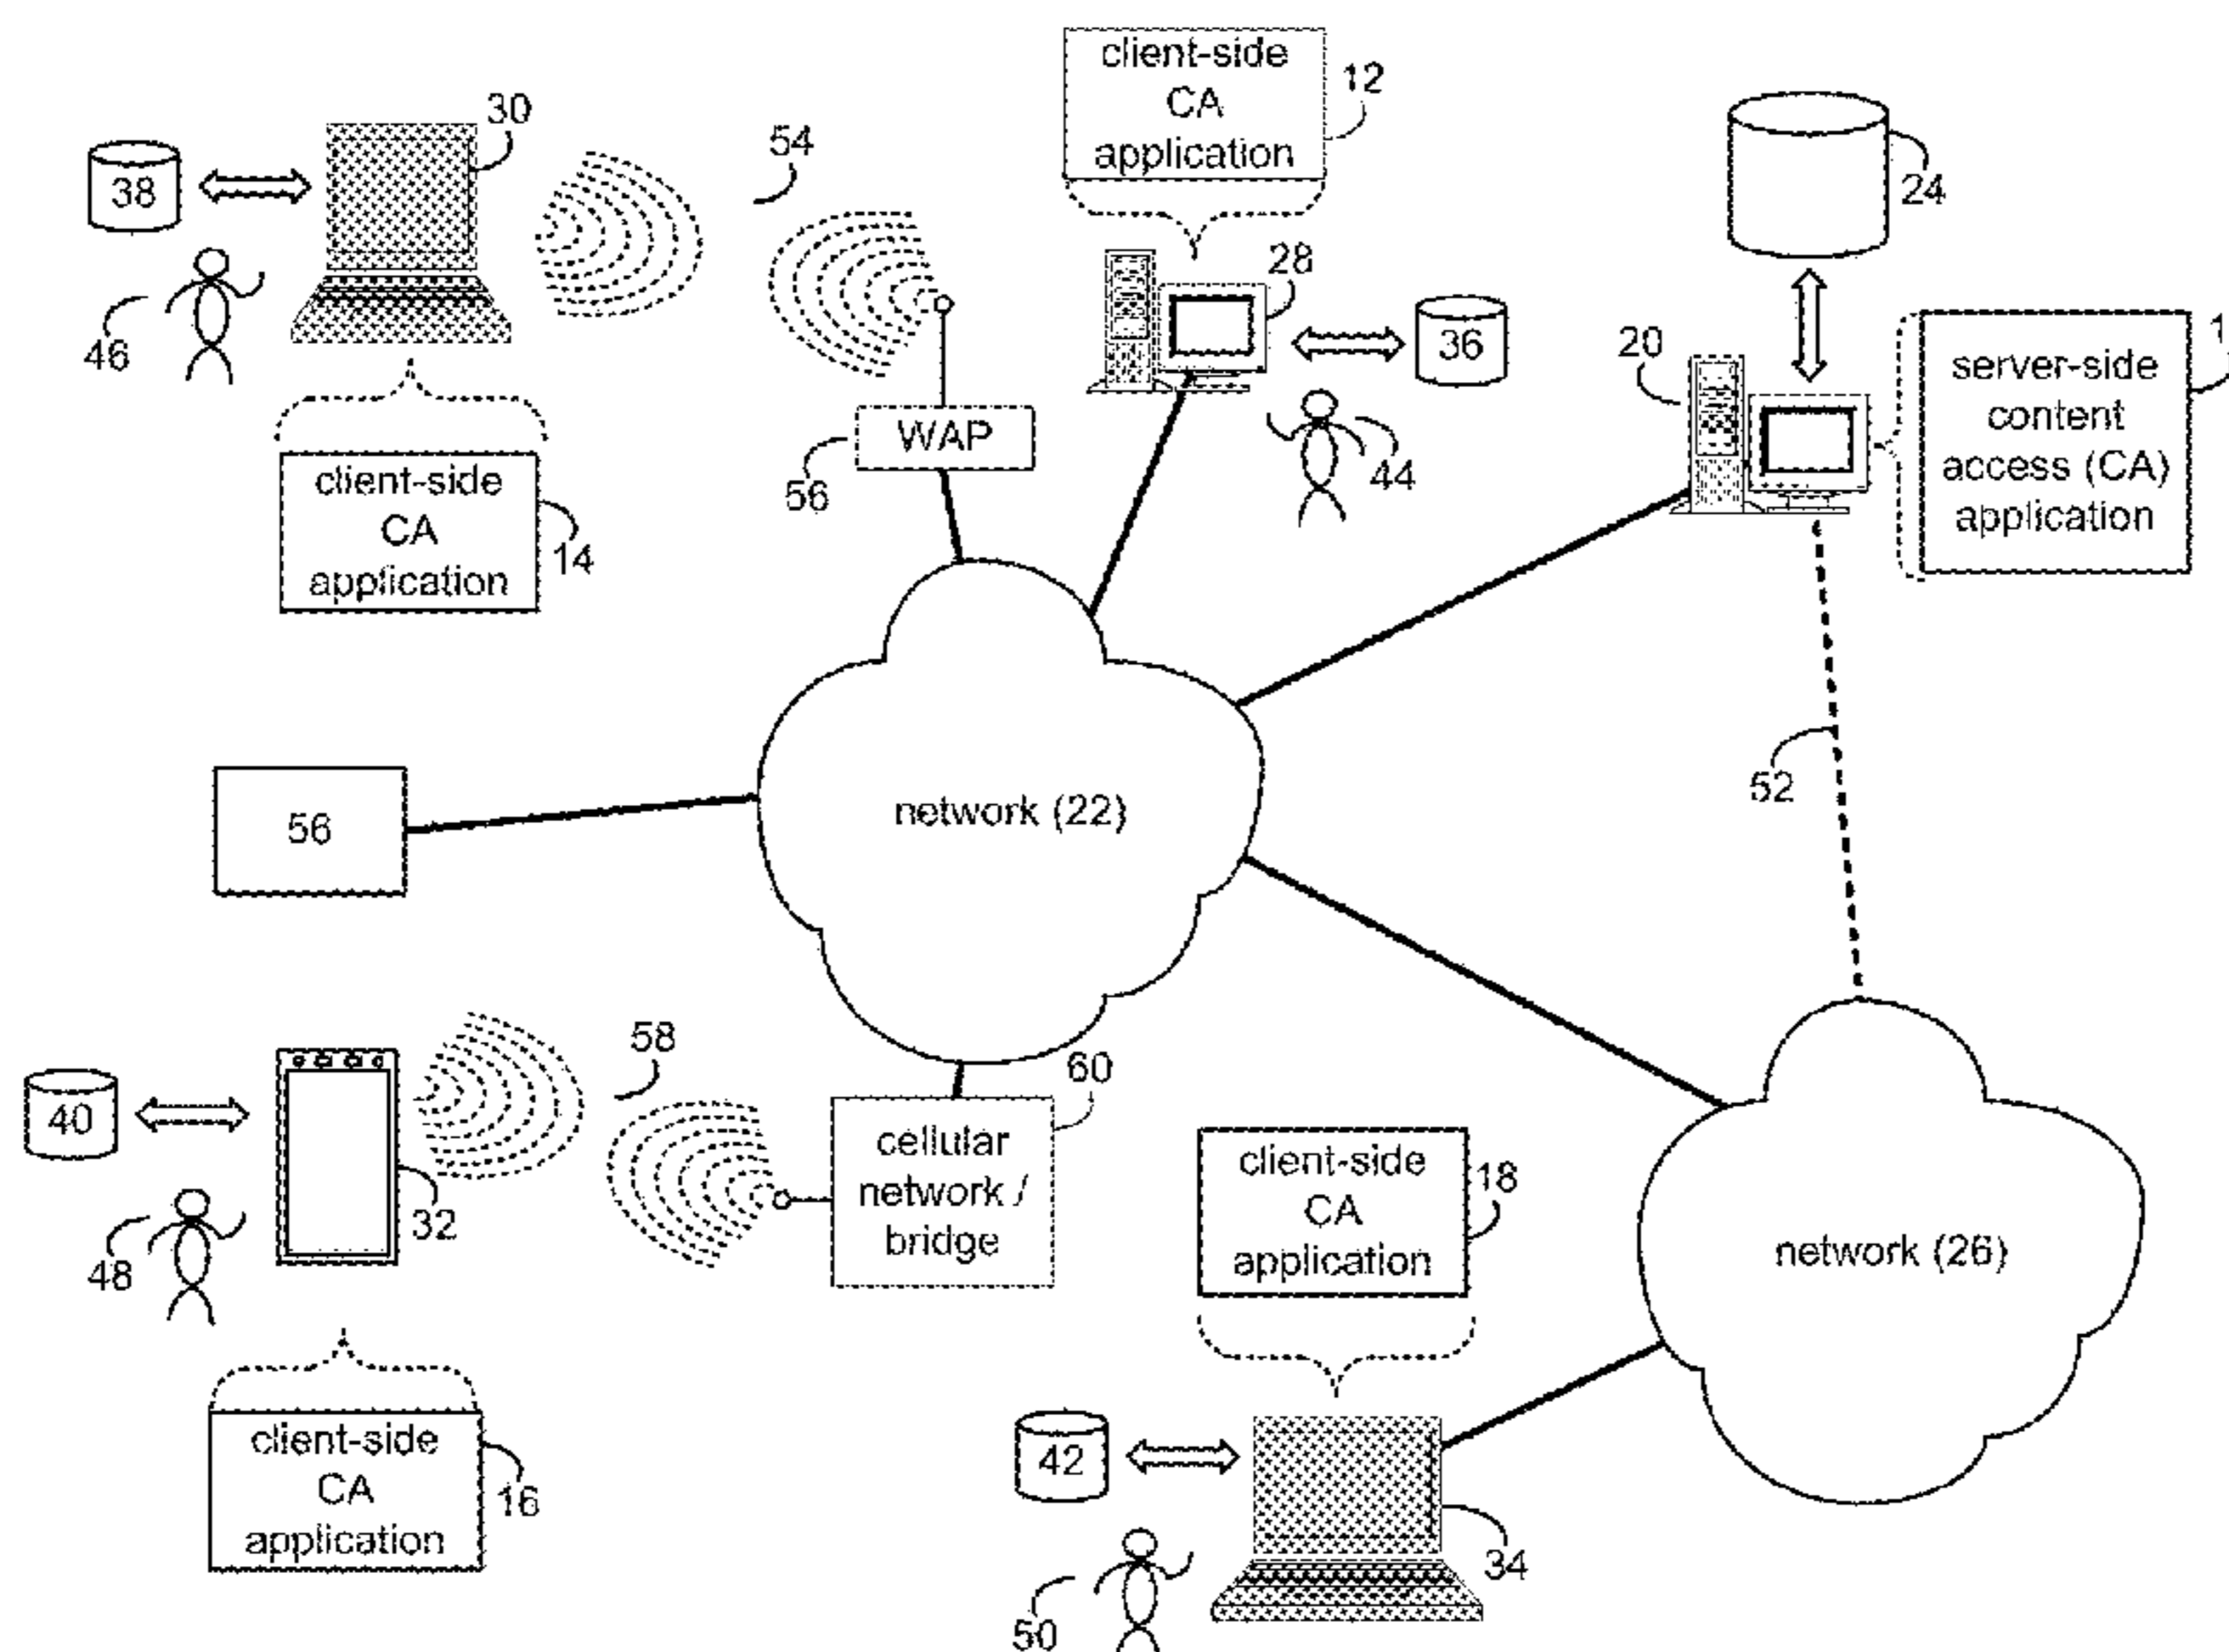 client-side
CA
application
12
30
38
54
24
46
28
36
20
server-side
content
access (CA)
application
WAP
56
44
client-side
CA
application
14
52
56
network (22)
58
60
40
32
48
cellular
network /
bridge
client-side
CA
application
18
network (26)
client-side
CA
application
16
42
34
50